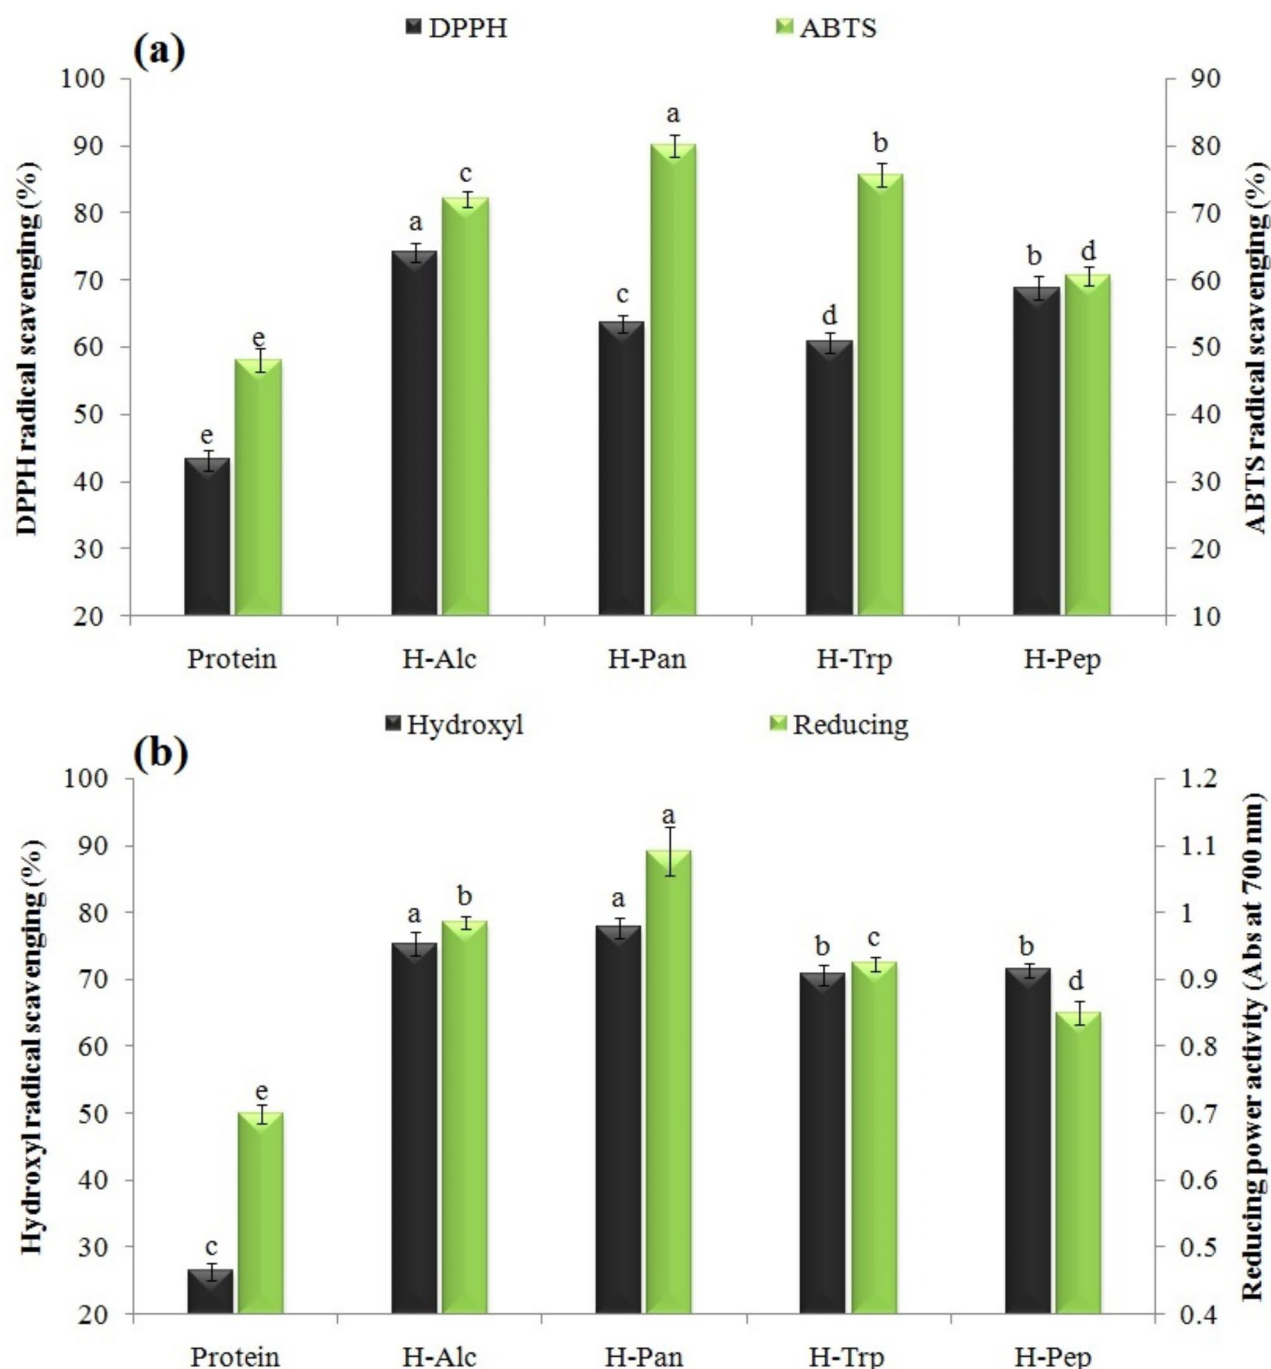 DPPH ABTS
(a)
DPPH radical scavenging (%)
ABTS radical scavenging (%)
100 90
90 80
80 70
70 60
60 50
50 40
40 30
30 20
20 10
e e a c c a d b b d
Protein H-Alc H-Pan H-Trp H-Pep
Hydroxyl Reducing
(b)
Hydroxyl radical scavenging (%)
Reducing power activity (Abs at 700 nm)
100 1.2
90 1.1
80 1
70 0.9
60 0.8
50 0.7
40 0.6
30 0.5
20 0.4
c e a b a a b c b d
Protein H-Alc H-Pan H-Trp H-Pep